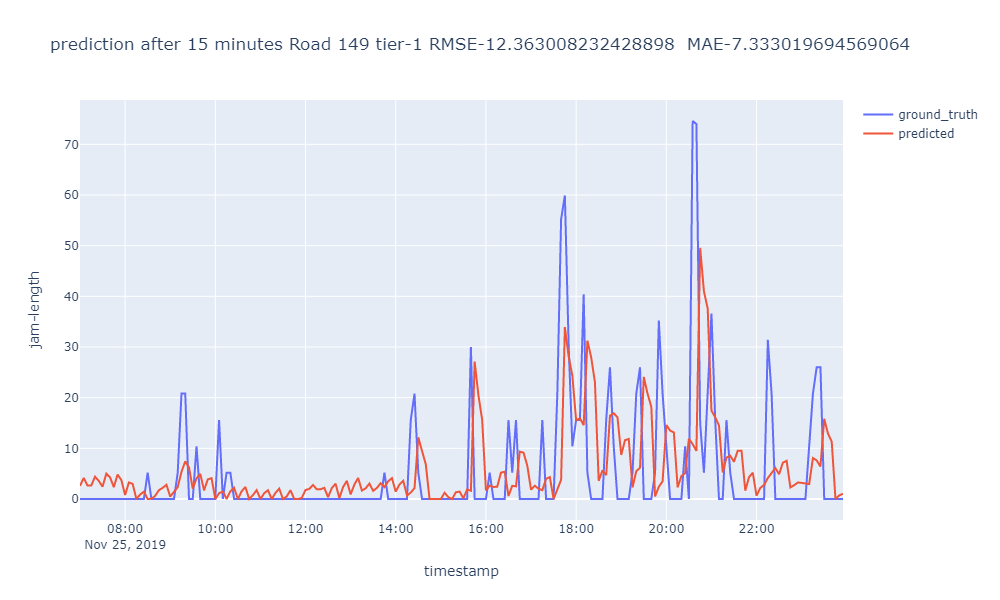 prediction after 15 minutes Road 149 tier-1 RMSE-12.363008232428898  MAE-7.333019694569064
ground_truth
predicted
jam-length
70
60
50
40
30
20
10
0
08:00 10:00 12:00 14:00 16:00 18:00 20:00 22:00
Nov 25, 2019
timestamp